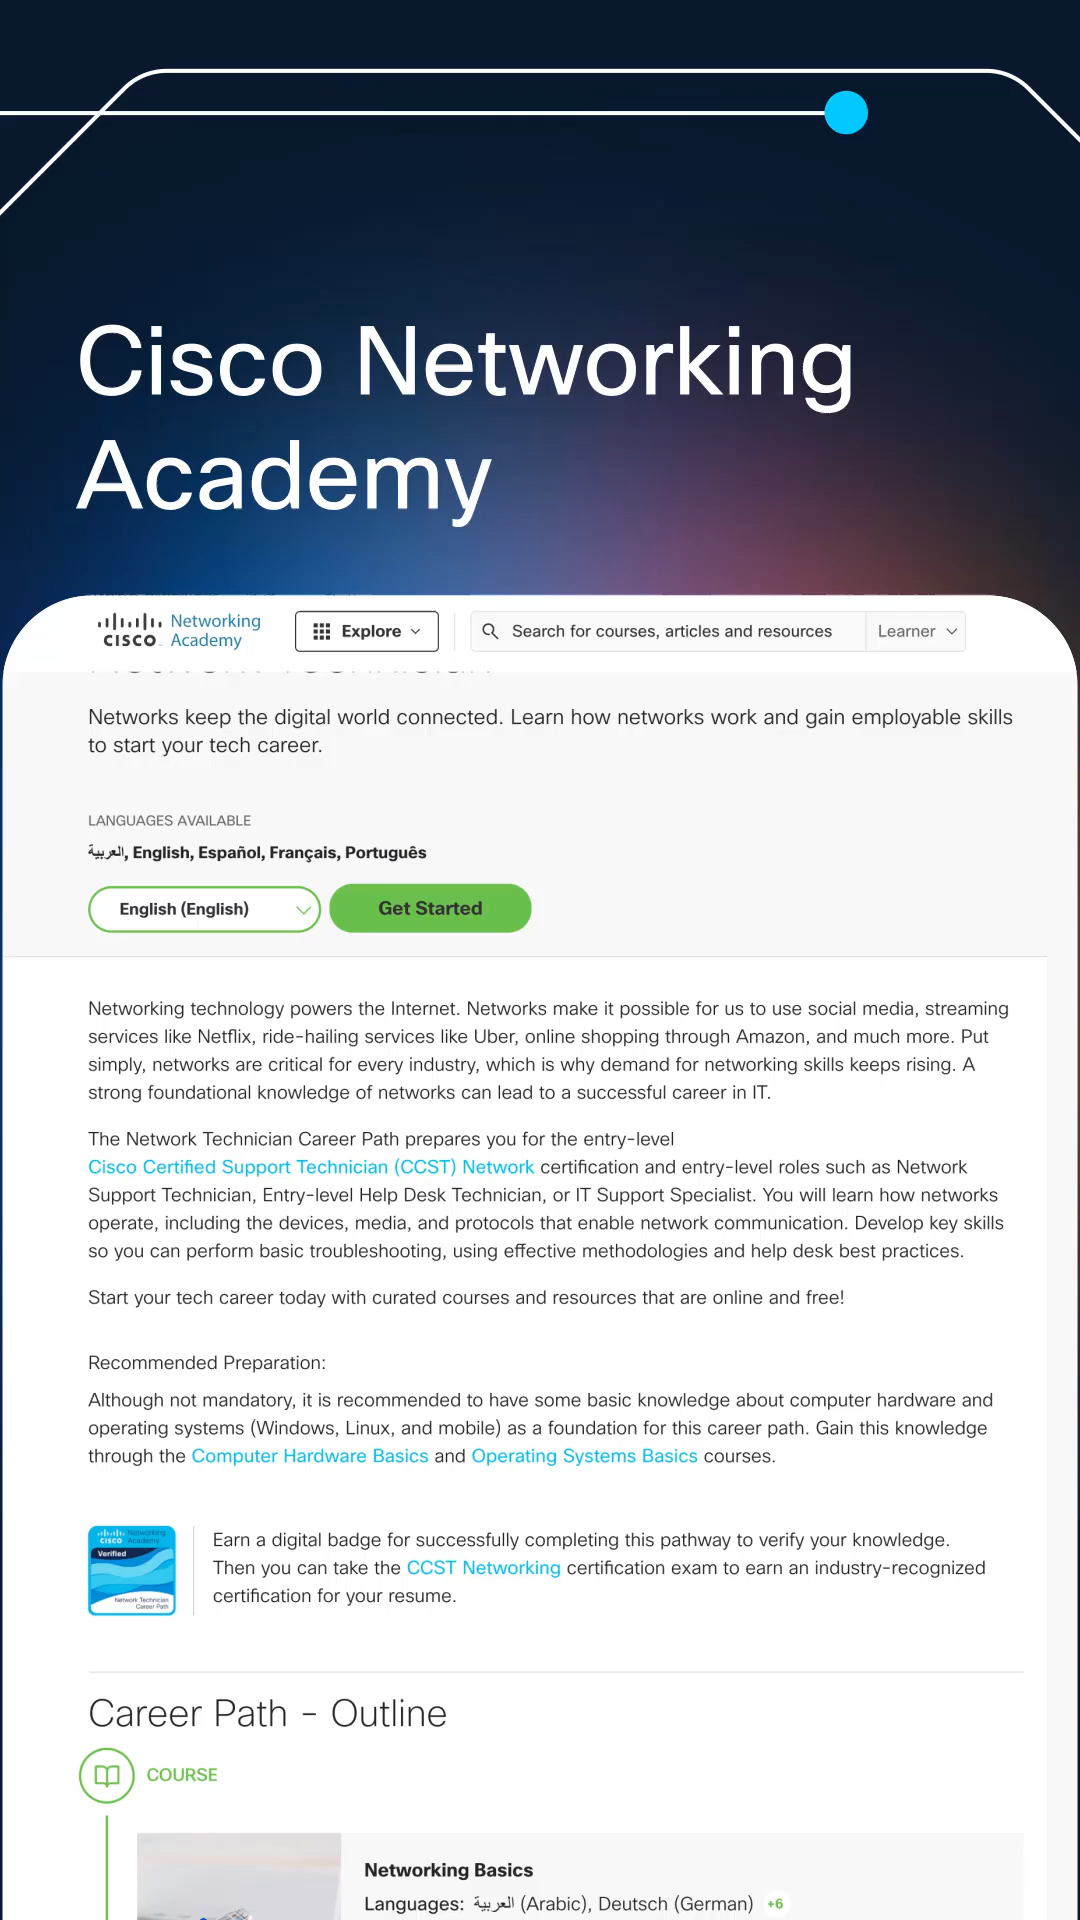 Cisco Networking
Academy
CISCO Networking Academy
Explore
Search for courses, articles and resources
Learner
Networks keep the digital world connected. Learn how networks work and gain employable skills
to start your tech career.
LANGUAGES AVAILABLE
العربية, English, Español, Français, Português
English (English)
Get Started
Networking technology powers the Internet. Networks make it possible for us to use social media, streaming
services like Netflix, ride-hailing services like Uber, online shopping through Amazon, and much more. Put
simply, networks are critical for every industry, which is why demand for networking skills keeps rising. A
strong foundational knowledge of networks can lead to a successful career in IT.
The Network Technician Career Path prepares you for the entry-level
Cisco Certified Support Technician (CCST) Network certification and entry-level roles such as Network
Support Technician, Entry-level Help Desk Technician, or IT Support Specialist. You will learn how networks
operate, including the devices, media, and protocols that enable network communication. Develop key skills
so you can perform basic troubleshooting, using effective methodologies and help desk best practices.
Start your tech career today with curated courses and resources that are online and free!
Recommended Preparation:
Although not mandatory, it is recommended to have some basic knowledge about computer hardware and
operating systems (Windows, Linux, and mobile) as a foundation for this career path. Gain this knowledge
through the Computer Hardware Basics and Operating Systems Basics courses.
CISCO Networking Academy
Verified
Network Technician
Career Path
Earn a digital badge for successfully completing this pathway to verify your knowledge.
Then you can take the CCST Networking certification exam to earn an industry-recognized
certification for your resume.
Career Path - Outline
COURSE
Networking Basics
Languages: العربية (Arabic), Deutsch (German) +6